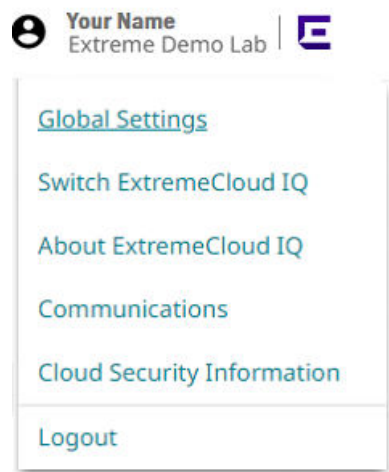 Your Name
Extreme Demo Lab
Global Settings
Switch ExtremeCloud IQ
About ExtremeCloud IQ
Communications
Cloud Security Information
Logout